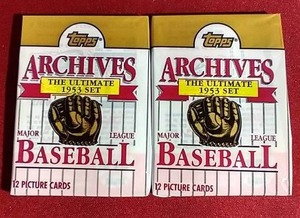 Topps
ARCHIVES
THE ULTIMATE
1953 SET
MAJOR LEAGUE
BASEBALL
12 PICTURE CARDS
Topps
ARCHIVES
THE ULTIMATE
1953 SET
MAJOR LEAGUE
BASEBALL
12 PICTURE CARDS